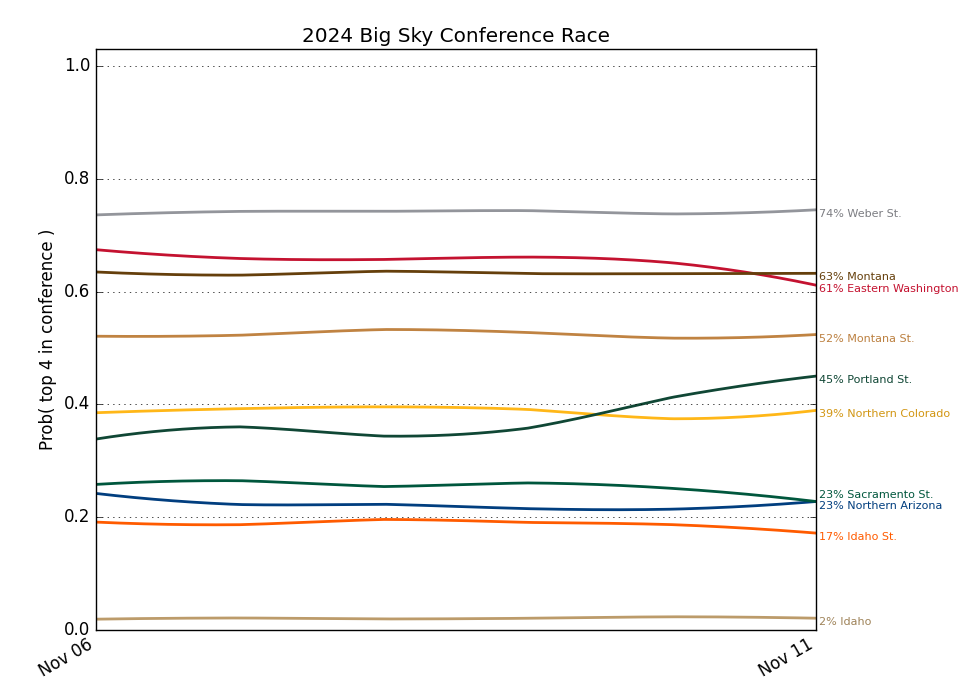 2024 Big Sky Conference Race
Prob( top 4 in conference )
1.0
0.8
0.6
0.4
0.2
0.0
Nov 06
Nov 11
74% Weber St.
63% Montana
61% Eastern Washington
52% Montana St.
45% Portland St.
39% Northern Colorado
23% Sacramento St.
23% Northern Arizona
17% Idaho St.
2% Idaho